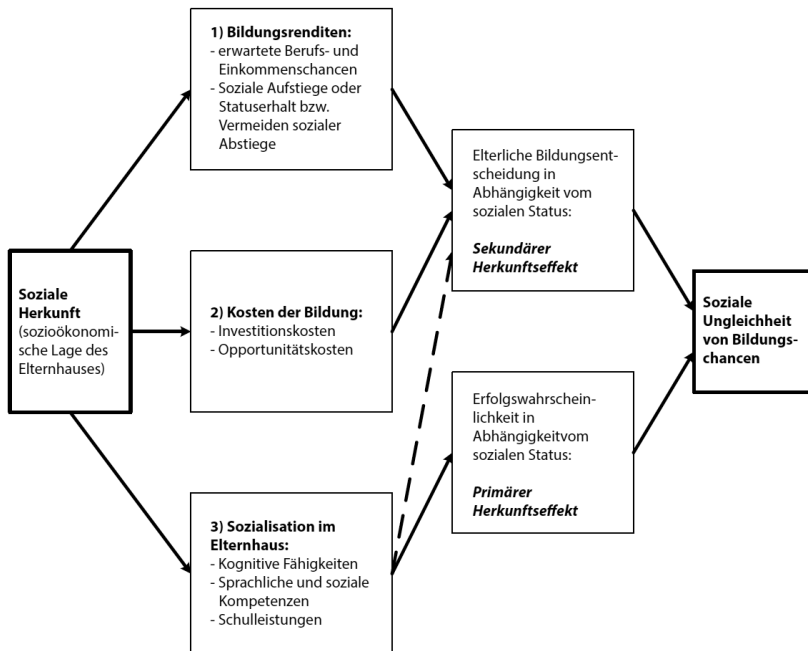 1) Bildungsrenditen:
- erwartete Berufs- und
Einkommenschancen
- Soziale Aufstiege oder
Statuserhalt bzw.
Vermeiden sozialer
Abstiege
Elterliche Bildungsent-
scheidung in
Abhängigkeit vom
sozialen Status:
Sekundärer
Herkunftseffekt
Soziale
Herkunft
(sozioökonomi-
sche Lage des
Elternhauses)
2) Kosten der Bildung:
- Investitionskosten
- Opportunitätskosten
Soziale
Ungleichheit
von Bildungs-
chancen
Erfolgswahrschein-
lichkeit in
Abhängigkeitvom
sozialen Status:
Primärer
Herkunftseffekt
3) Sozialisation im
Elternhaus:
- Kognitive Fähigkeiten
- Sprachliche und soziale
Kompetenzen
- Schulleistungen